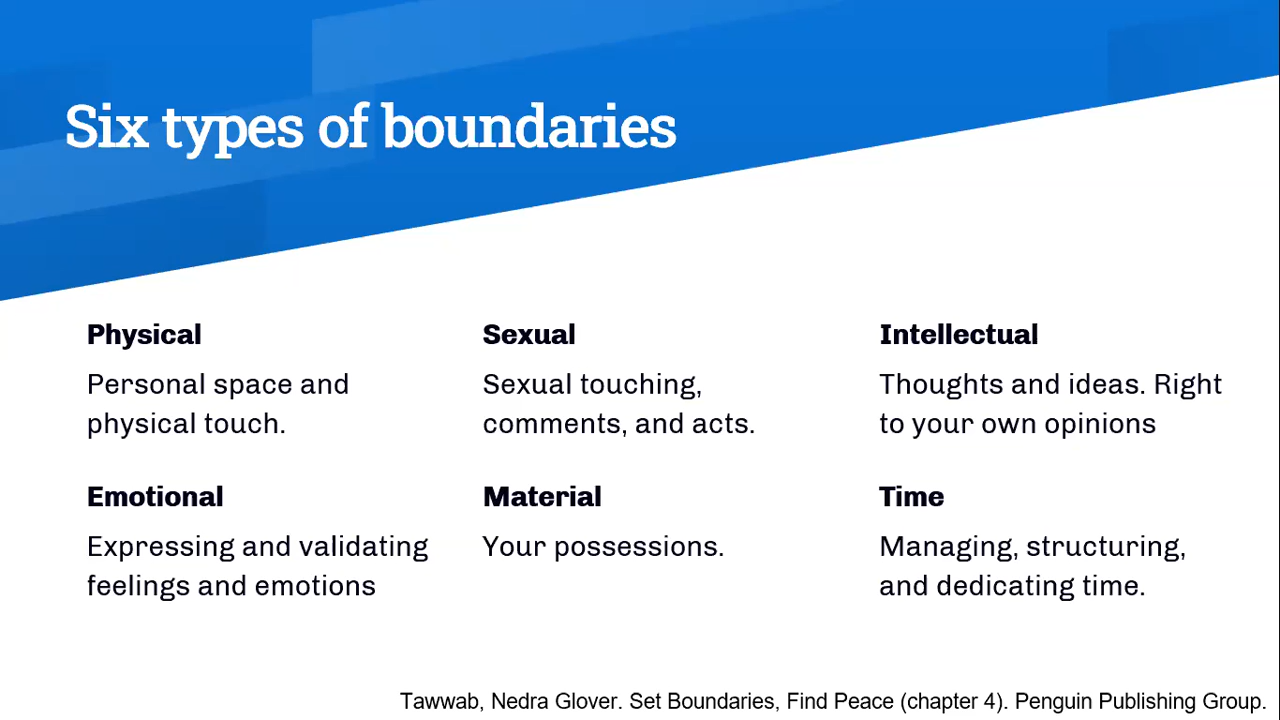 Six types of boundaries
Physical
Personal space and
physical touch.
Sexual
Sexual touching,
comments, and acts.
Intellectual
Thoughts and ideas. Right
to your own opinions
Emotional
Expressing and validating
feelings and emotions
Material
Your possessions.
Time
Managing, structuring,
and dedicating time.
Tawwab, Nedra Glover. Set Boundaries, Find Peace (chapter 4). Penguin Publishing Group.